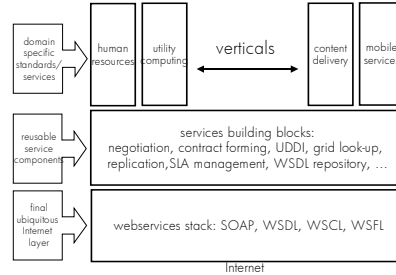 domain
specific
standards/
services
human
resources
utility
computing
verticals
content
delivery
mobile
services
reusable
service
components
services building blocks:
negotiation, contract forming, UDDI, grid look-up,
replication,SLA management, WSDL repository, ...
final
ubiquitous
Internet
layer
webservices stack: SOAP, WSDL, WSCL, WSFL
Internet